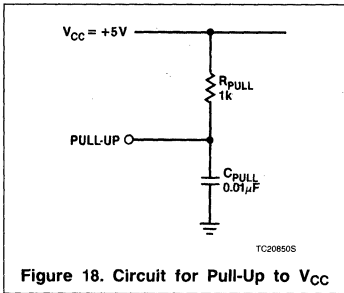 V_CC = +5V
R_PULL
1k
PULL-UP
C_PULL
0.01μF
TC20850S
Figure 18. Circuit for Pull-Up to V_CC